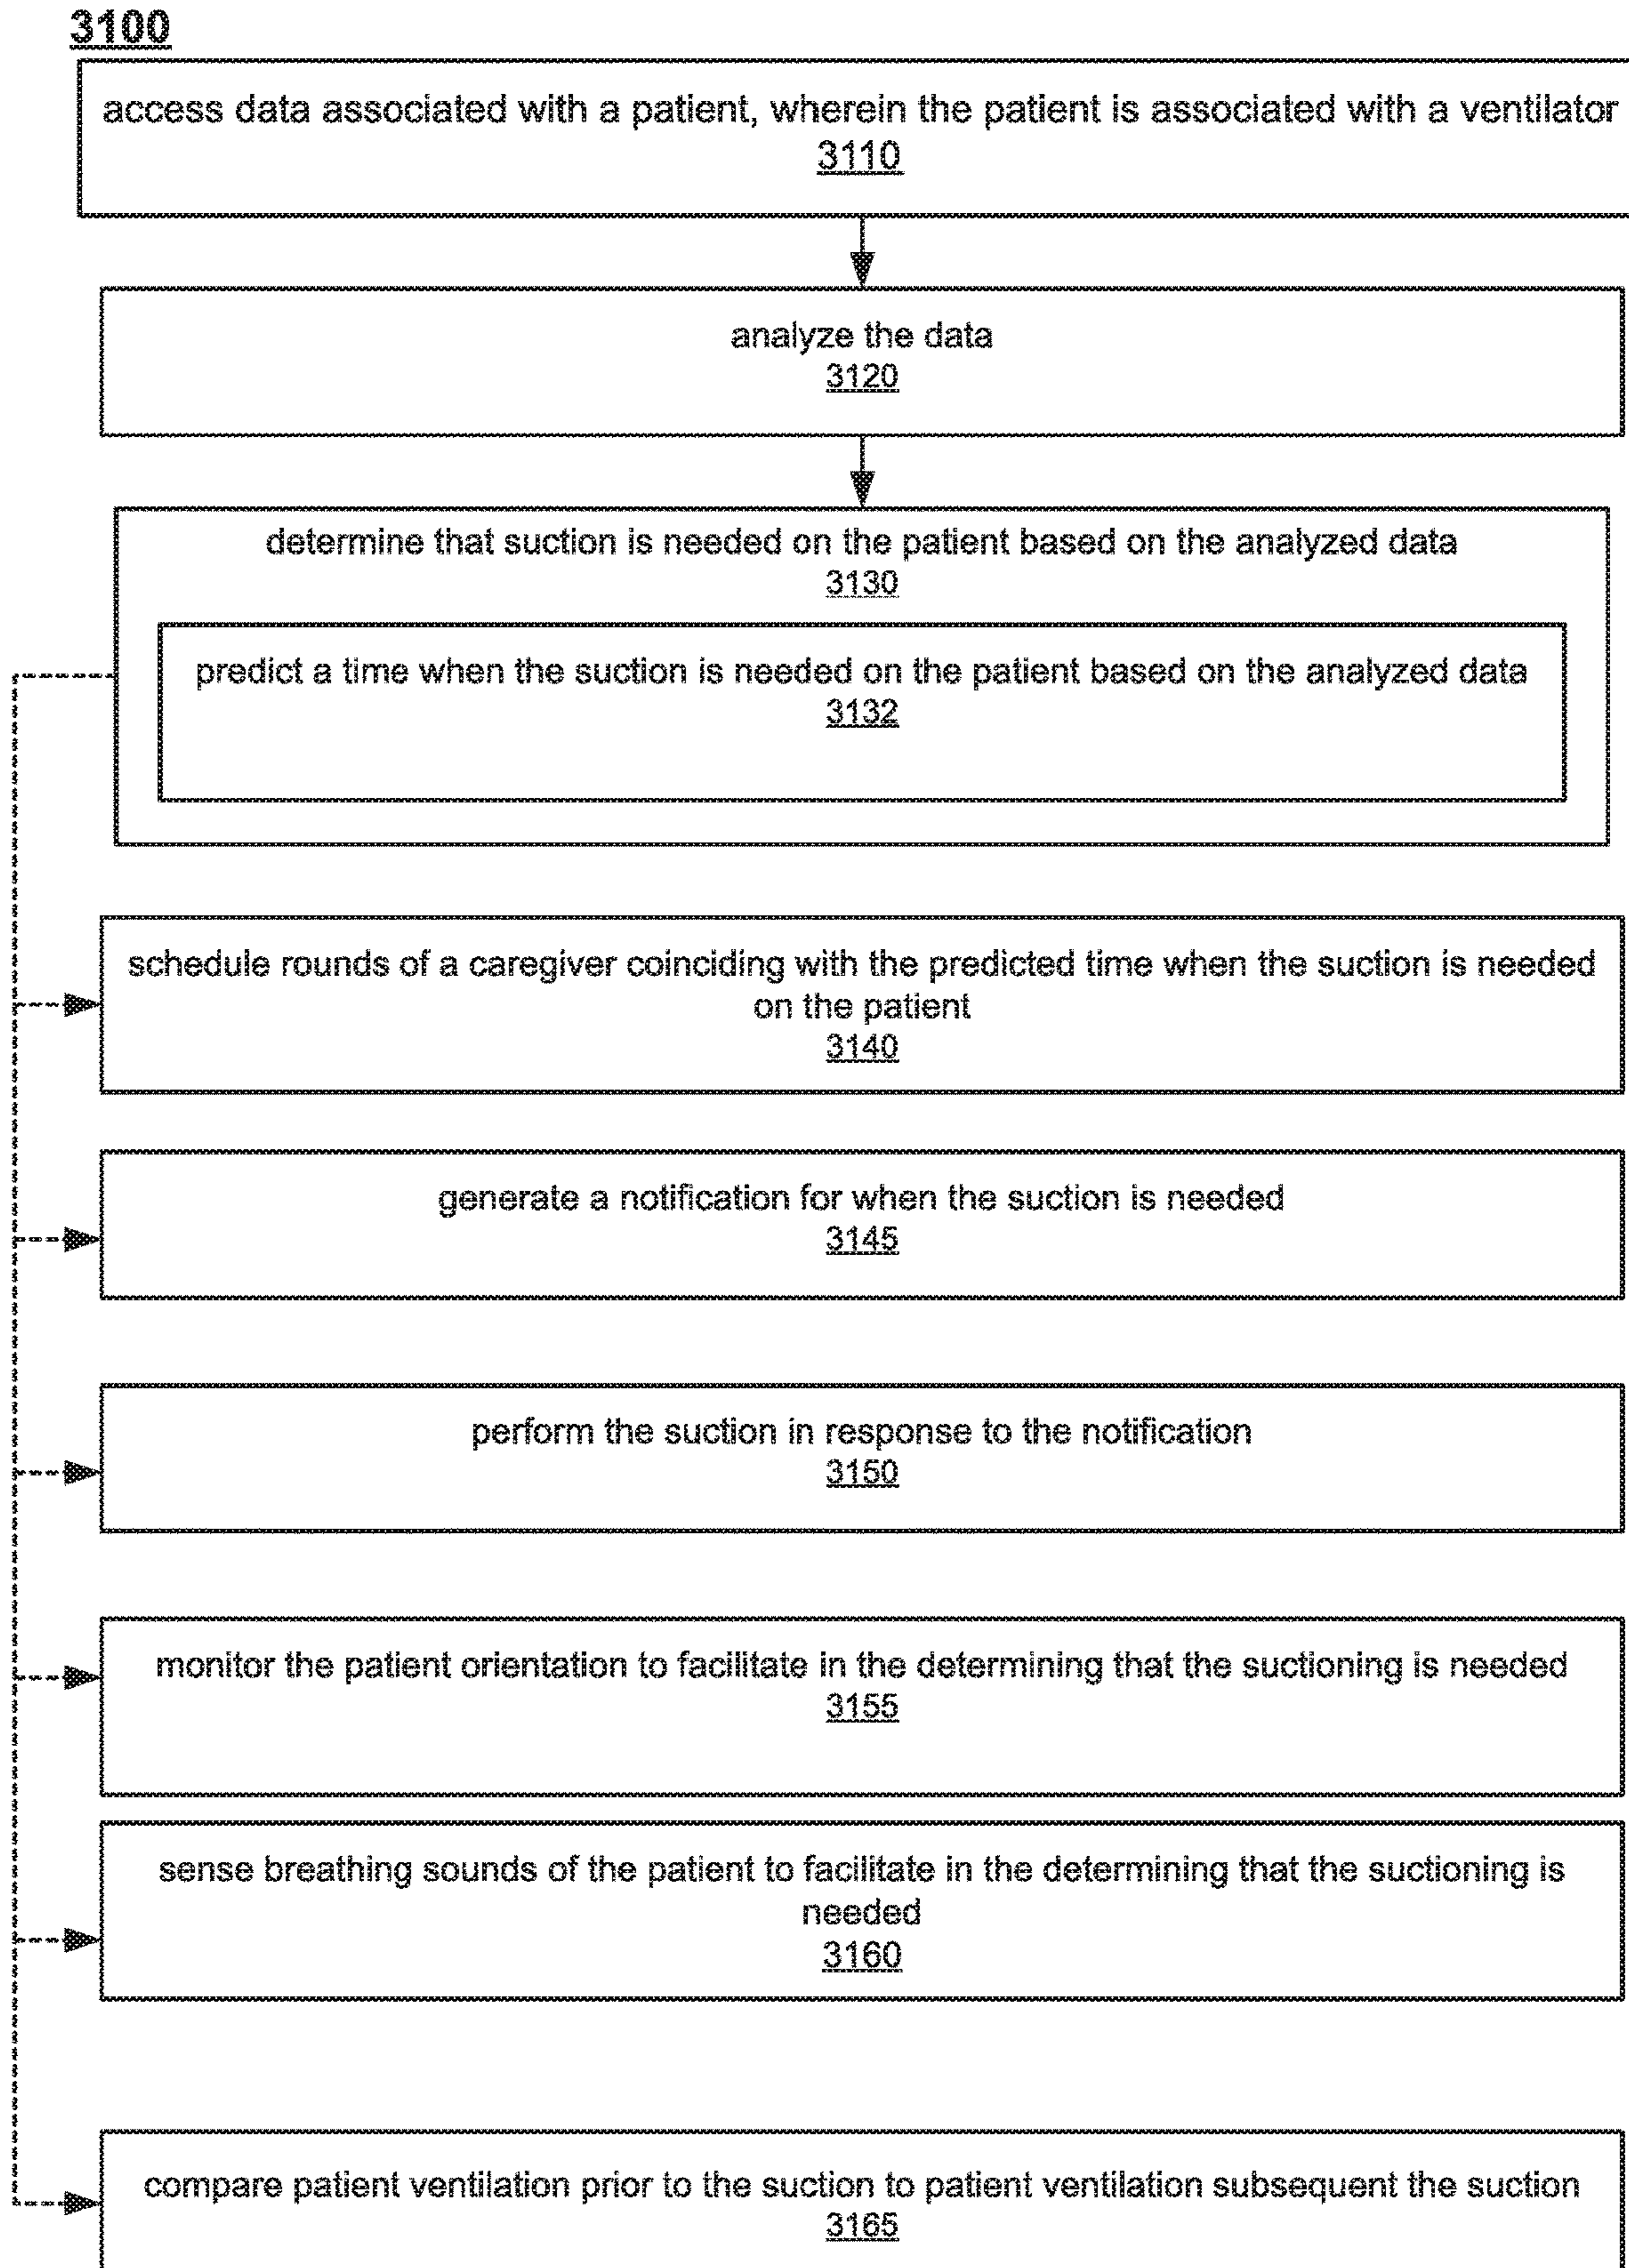 3100
access data associated with a patient, wherein the patient is associated with a ventilator
3110
analyze the data
3120
determine that suction is needed on the patient based on the analyzed data
3130
predict a time when the suction is needed on the patient based on the analyzed data
3132
schedule rounds of a caregiver coinciding with the predicted time when the suction is needed
on the patient
3140
generate a notification for when the suction is needed
3145
perform the suction in response to the notification
3150
monitor the patient orientation to facilitate in the determining that the suctioning is needed
3155
sense breathing sounds of the patient to facilitate in the determining that the suctioning is
needed
3160
compare patient ventilation prior to the suction to patient ventilation subsequent the suction
3165